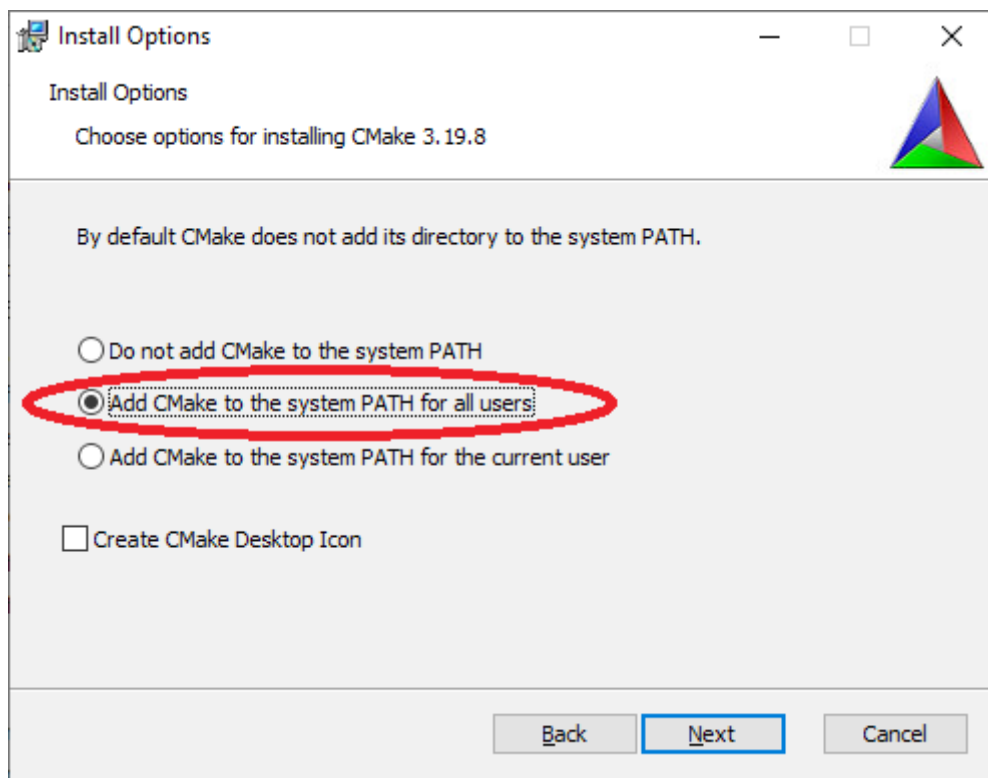 Install Options
Install Options
Choose options for installing CMake 3.19.8
By default CMake does not add its directory to the system PATH.
Do not add CMake to the system PATH
Add CMake to the system PATH for all users
Add CMake to the system PATH for the current user
Create CMake Desktop Icon
Back Next Cancel